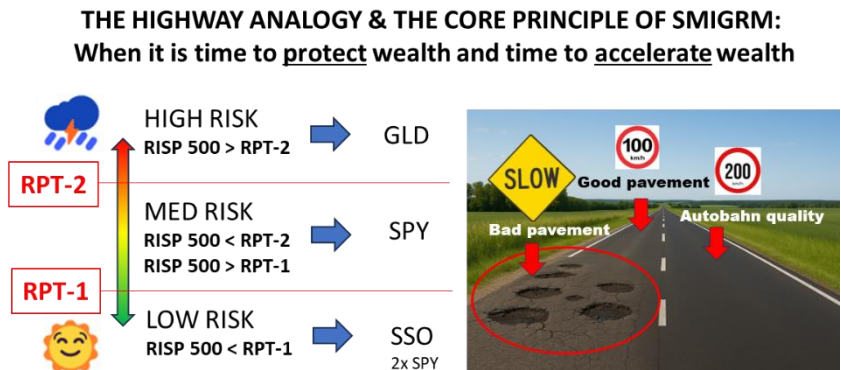 THE HIGHWAY ANALOGY & THE CORE PRINCIPLE OF SMIGRM:
When it is time to protect wealth and time to accelerate wealth
HIGH RISK
RISP 500 > RPT-2
GLD
RPT-2
MED RISK
RISP 500 < RPT-2
RISP 500 > RPT-1
SPY
RPT-1
LOW RISK
RISP 500 < RPT-1
SSO
2x SPY
SLOW
100
km/h
200
km/h
Good pavement
Autobahn quality
Bad pavement